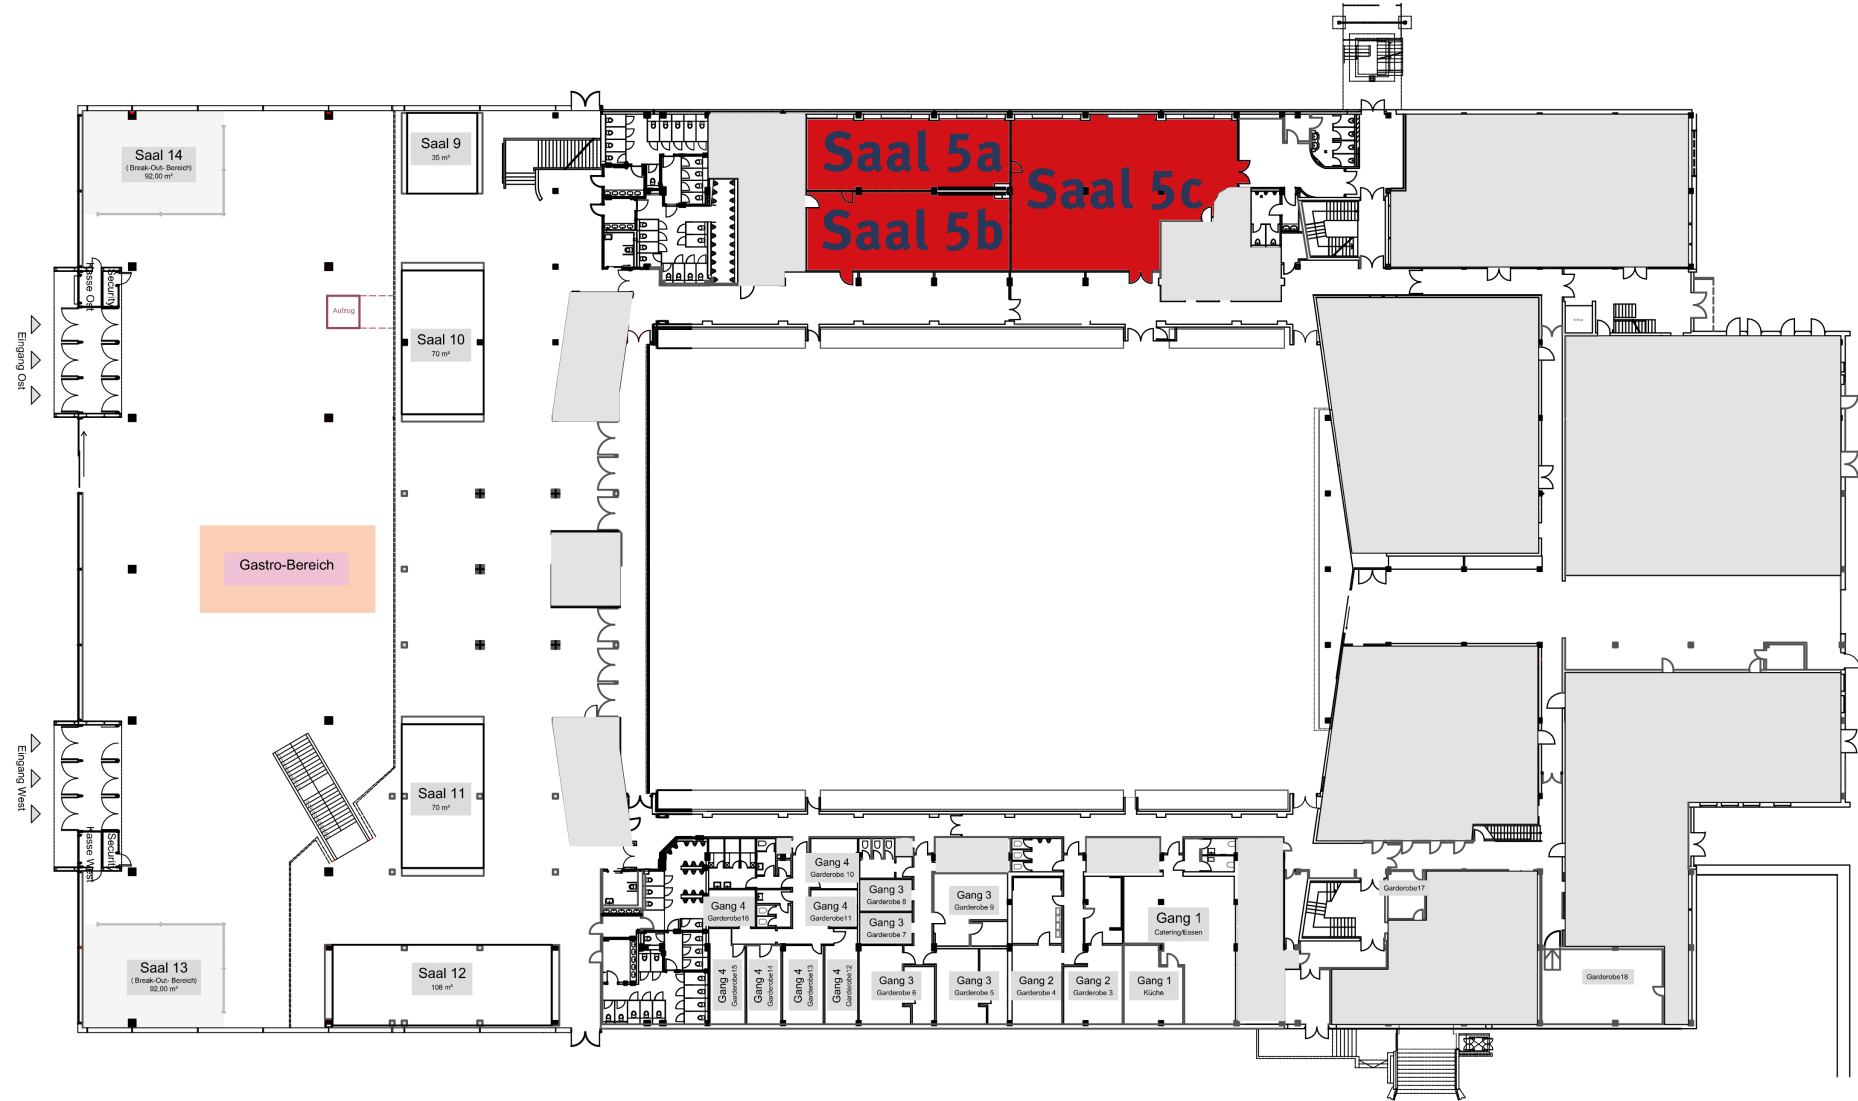 Saal 14
( Break-Out- Bereich)
92,00 m²
Saal 9
35 m²
Saal 5a
Saal 5b
Saal 5c
Kasse Ost
Security
Eingang Ost
Aufzug
Saal 10
70 m²
Aufzug
Gastro-Bereich
Eingang West
Kasse West
Security
Saal 11
70 m²
Saal 13
( Break-Out- Bereich)
92,00 m²
Saal 12
108 m²
Gang 4
Garderobe 10
Gang 4
Garderobe16
Gang 4
Garderobe11
Gang 3
Garderobe 8
Gang 3
Garderobe 7
Gang 3
Garderobe 9
Gang 1
Catering/Essen
Garderobe17
Gang 4
Garderobe15
Gang 4
Garderobe14
Gang 4
Garderobe13
Gang 4
Garderobe12
Gang 3
Garderobe 6
Gang 3
Garderobe 5
Gang 2
Garderobe 4
Gang 2
Garderobe 3
Gang 1
Küche
Garderobe18